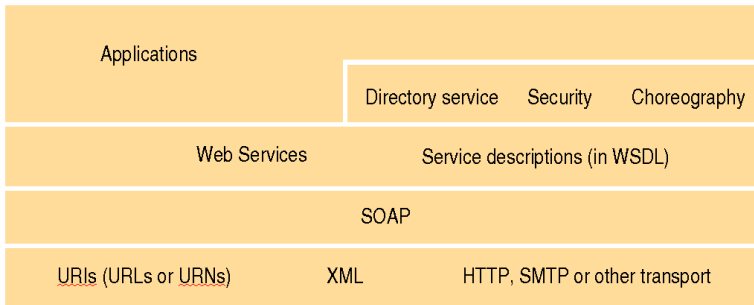 Applications
Directory service Security Choreography
Web Services Service descriptions (in WSDL)
SOAP
URIs (URLs or URNs) XML HTTP, SMTP or other transport